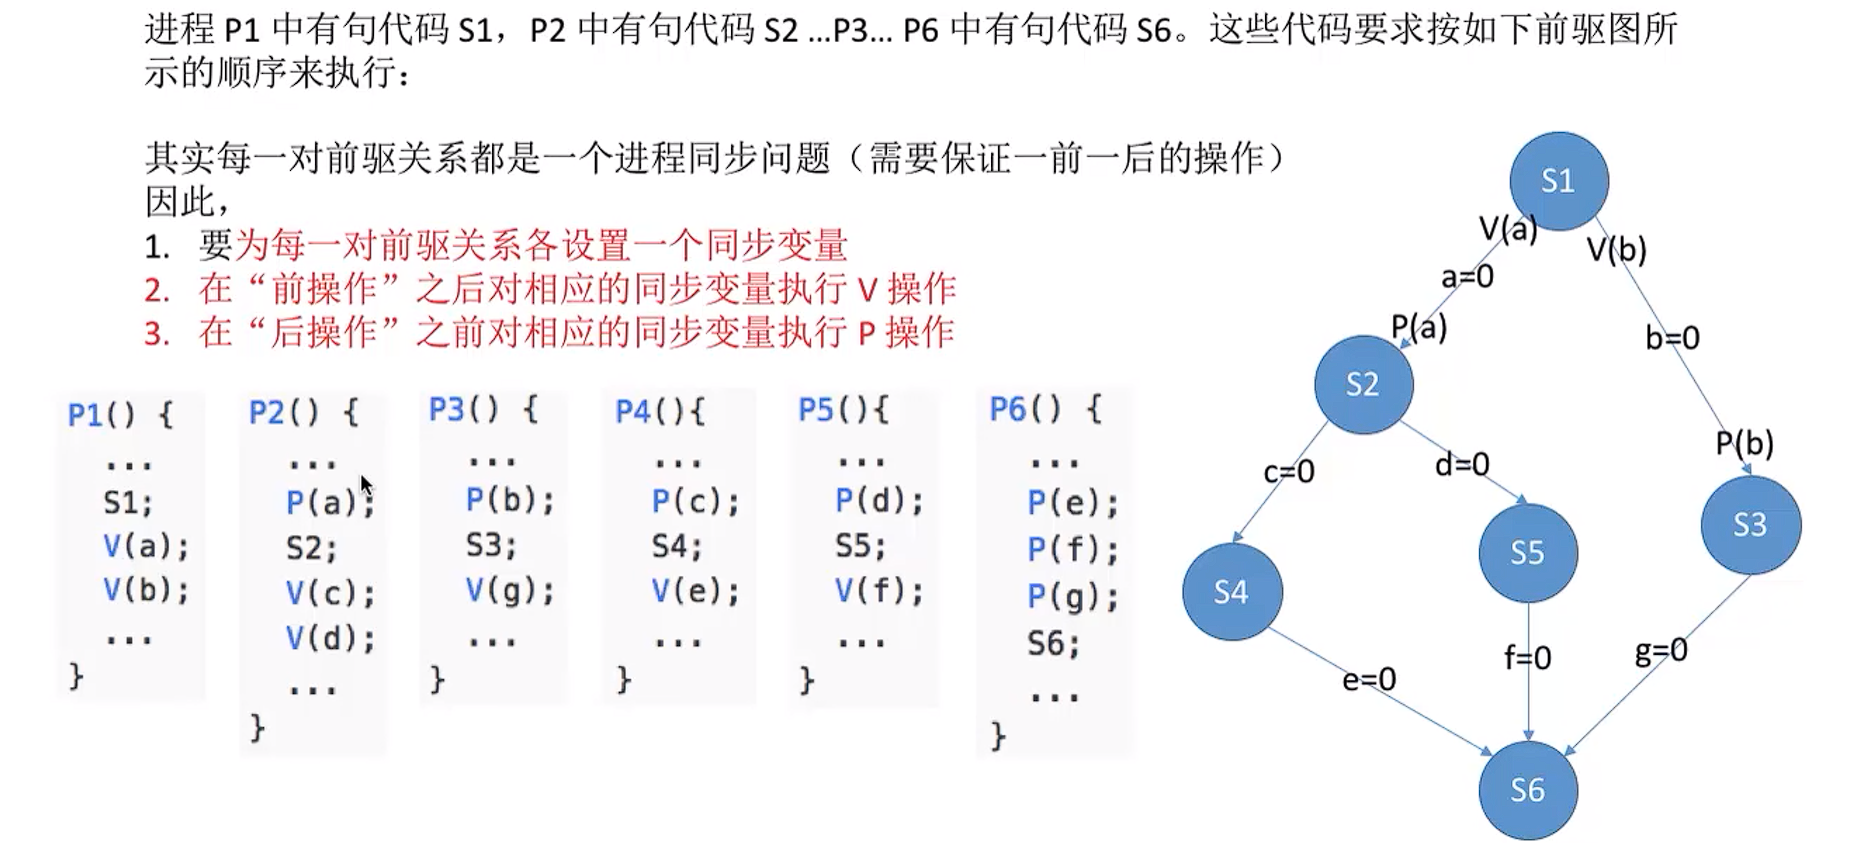 进程 P1 中有句代码 S1，P2 中有句代码 S2 ...P3... P6 中有句代码 S6。这些代码要求按如下前驱图所
示的顺序来执行：
其实每一对前驱关系都是一个进程同步问题（需要保证一前一后的操作）
因此，
1. 要为每一对前驱关系各设置一个同步变量
2. 在“前操作”之后对相应的同步变量执行 V 操作
3. 在“后操作”之前对相应的同步变量执行 P 操作
P1() {
...
S1;
V(a);
V(b);
...
}
P2() {
...
P(a);
S2;
V(c);
V(d);
...
}
P3() {
...
P(b);
S3;
V(g);
...
}
P4(){
...
P(c);
S4;
V(e);
...
}
P5(){
...
P(d);
S5;
V(f);
...
}
P6() {
...
P(e);
P(f);
P(g);
S6;
...
}
S1
V(a)
V(b)
a=0
P(a)
b=0
S2
P(b)
c=0
d=0
S3
S5
S4
e=0
f=0
g=0
S6